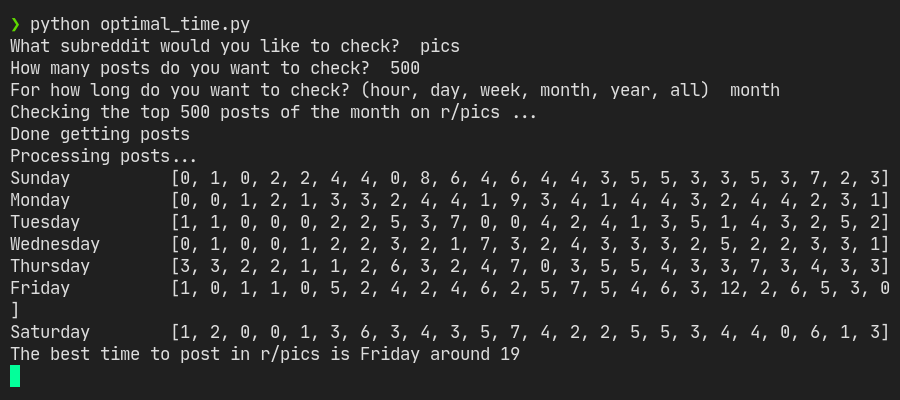 ❯ python optimal_time.py
What subreddit would you like to check?  pics
How many posts do you want to check?  500
For how long do you want to check? (hour, day, week, month, year, all)  month
Checking the top 500 posts of the month on r/pics ...
Done getting posts
Processing posts...
Sunday          [0, 1, 0, 2, 2, 4, 4, 0, 8, 6, 4, 6, 4, 4, 3, 5, 5, 3, 3, 5, 3, 7, 2, 3]
Monday          [0, 0, 1, 2, 1, 3, 3, 2, 4, 4, 1, 9, 3, 4, 1, 4, 4, 3, 2, 4, 4, 2, 3, 1]
Tuesday         [1, 1, 0, 0, 0, 2, 2, 5, 3, 7, 0, 0, 4, 2, 4, 1, 3, 5, 1, 4, 3, 2, 5, 2]
Wednesday       [0, 1, 0, 0, 1, 2, 2, 3, 2, 1, 7, 3, 2, 4, 3, 3, 3, 2, 5, 2, 2, 3, 3, 1]
Thursday        [3, 3, 2, 2, 1, 1, 2, 6, 3, 2, 4, 7, 0, 3, 5, 5, 4, 3, 3, 7, 3, 4, 3, 3]
Friday          [1, 0, 1, 1, 0, 5, 2, 4, 2, 4, 6, 2, 5, 7, 5, 4, 6, 3, 12, 2, 6, 5, 3, 0
]
Saturday        [1, 2, 0, 0, 1, 3, 6, 3, 4, 3, 5, 7, 4, 2, 2, 5, 5, 3, 4, 4, 0, 6, 1, 3]
The best time to post in r/pics is Friday around 19